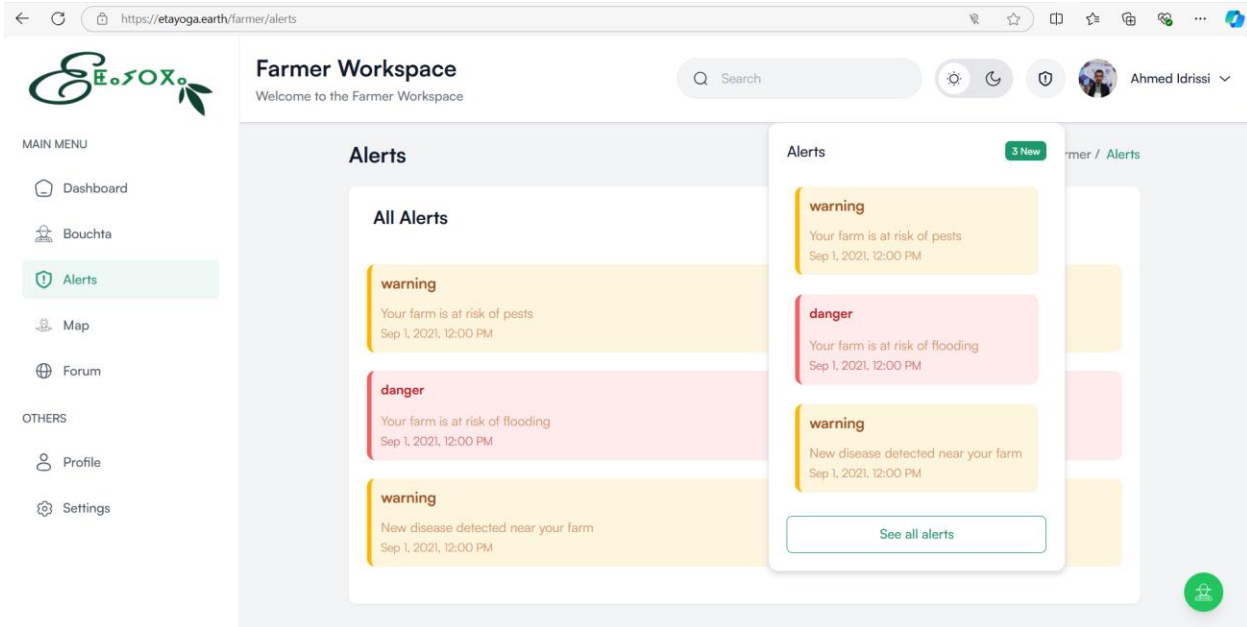 https://etayoga.earth/farmer/alerts
Farmer Workspace
Welcome to the Farmer Workspace
Search
Ahmed Idrissi
MAIN MENU
Dashboard
Bouchta
Alerts
Map
Forum
OTHERS
Profile
Settings
Alerts
rmer / Alerts
All Alerts
warning
Your farm is at risk of pests
Sep 1, 2021, 12:00 PM
danger
Your farm is at risk of flooding
Sep 1, 2021, 12:00 PM
warning
New disease detected near your farm
Sep 1, 2021, 12:00 PM
Alerts
3 New
warning
Your farm is at risk of pests
Sep 1, 2021, 12:00 PM
danger
Your farm is at risk of flooding
Sep 1, 2021, 12:00 PM
warning
New disease detected near your farm
Sep 1, 2021, 12:00 PM
See all alerts